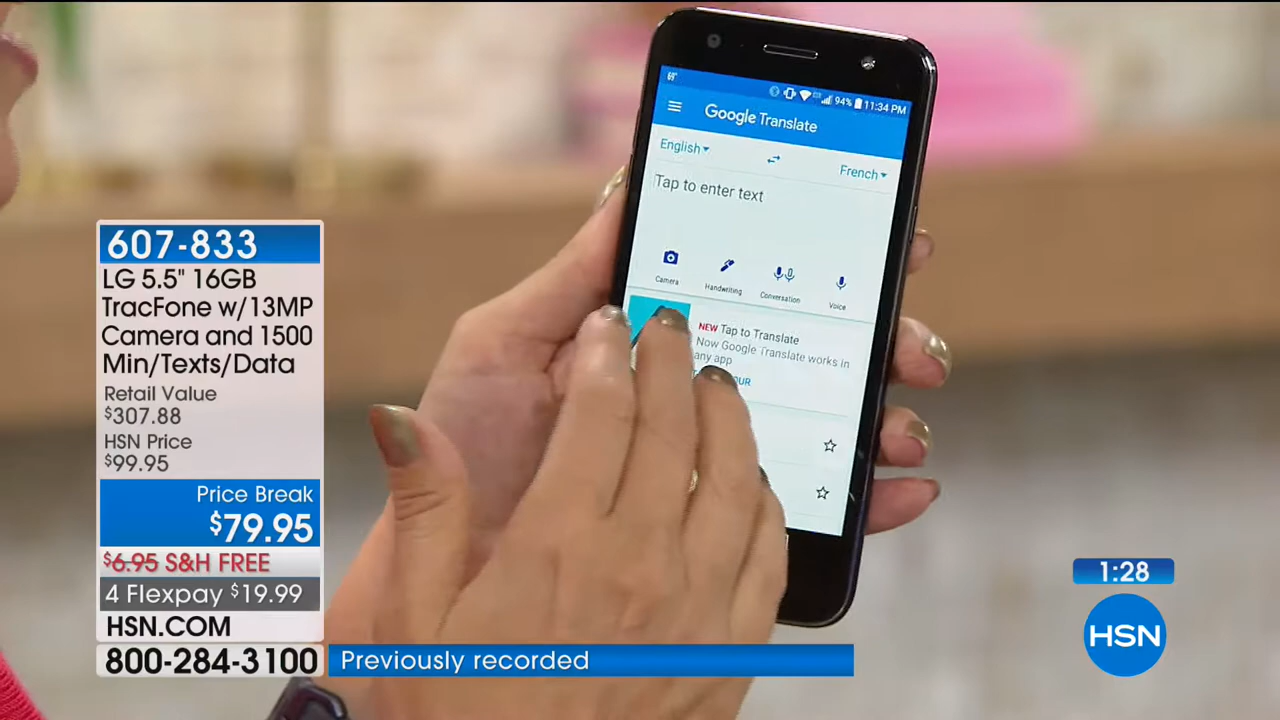 69°
94% 11:34 PM
Google Translate
English
French
Tap to enter text
Camera
Handwriting
Conversation
Voice
NEW Tap to Translate
Now Google Translate works in
any app
607-833
LG 5.5" 16GB
TracFone w/13MP
Camera and 1500
Min/Texts/Data
Retail Value
$307.88
HSN Price
$99.95
Price Break
$79.95
$6.95 S&H FREE
4 Flexpay $19.99
HSN.COM
800-284-3100
Previously recorded
1:28
HSN